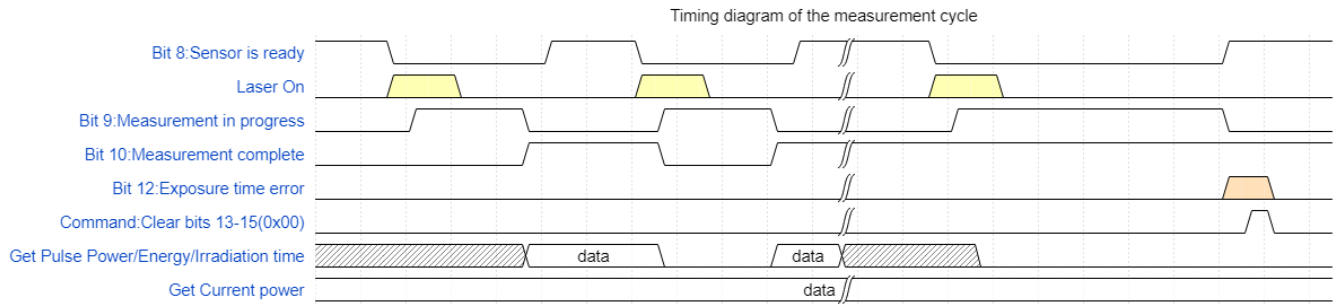 Timing diagram of the measurement cycle
Bit 8:Sensor is ready
Laser On
Bit 9:Measurement in progress
Bit 10:Measurement complete
Bit 12:Exposure time error
Command:Clear bits 13-15(0x00)
Get Pulse Power/Energy/Irradiation time data data
Get Current power data